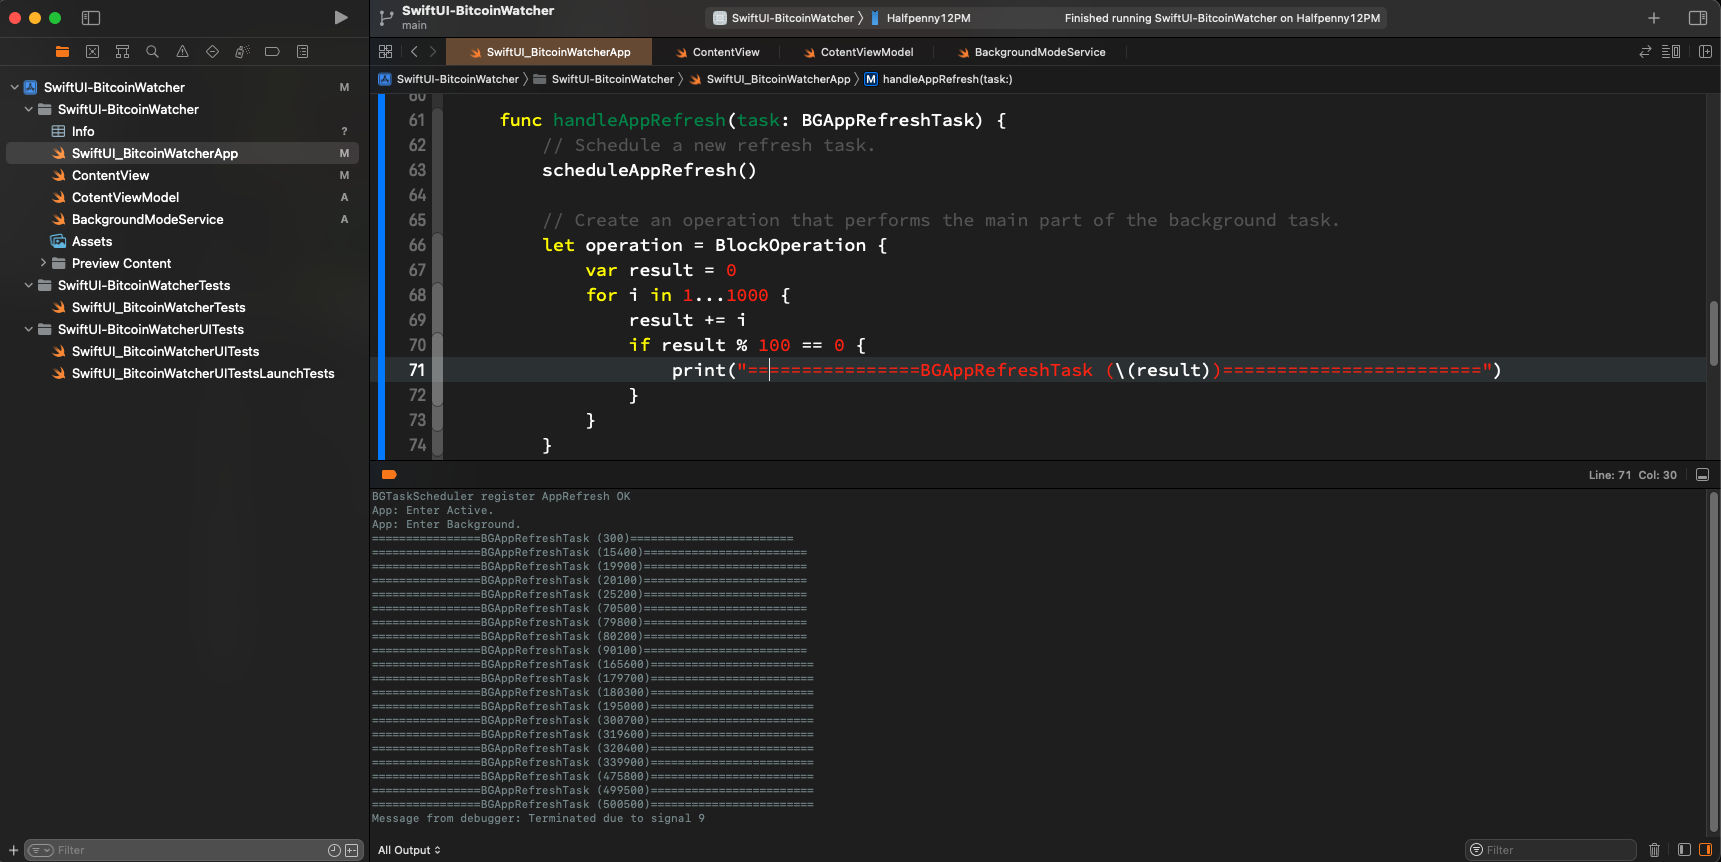 SwiftUI-BitcoinWatcher
main
SwiftUI-BitcoinWatcher
Halfpenny12PM
Finished running SwiftUI-BitcoinWatcher on Halfpenny12PM
SwiftUI_BitcoinWatcherApp
ContentView
CotentViewModel
BackgroundModeService
SwiftUI-BitcoinWatcher
SwiftUI-BitcoinWatcher
SwiftUI_BitcoinWatcherApp
M handleAppRefresh(task:)
SwiftUI-BitcoinWatcher M
SwiftUI-BitcoinWatcher
Info ?
SwiftUI_BitcoinWatcherApp M
ContentView M
CotentViewModel A
BackgroundModeService A
Assets
Preview Content
SwiftUI-BitcoinWatcherTests
SwiftUI_BitcoinWatcherTests
SwiftUI-BitcoinWatcherUITests
SwiftUI_BitcoinWatcherUITests
SwiftUI_BitcoinWatcherUITestsLaunchTests
Filter
60
61 func handleAppRefresh(task: BGAppRefreshTask) {
62 // Schedule a new refresh task.
63 scheduleAppRefresh()
64
65 // Create an operation that performs the main part of the background task.
66 let operation = BlockOperation {
67 var result = 0
68 for i in 1...1000 {
69 result += i
70 if result % 100 == 0 {
71 print("================BGAppRefreshTask (\(result))========================")
72 }
73 }
74 }
Line: 71 Col: 30
BGTaskScheduler register AppRefresh OK
App: Enter Active.
App: Enter Background.
================BGAppRefreshTask (300)========================
================BGAppRefreshTask (15400)========================
================BGAppRefreshTask (19900)========================
================BGAppRefreshTask (20100)========================
================BGAppRefreshTask (25200)========================
================BGAppRefreshTask (70500)========================
================BGAppRefreshTask (79800)========================
================BGAppRefreshTask (80200)========================
================BGAppRefreshTask (90100)========================
================BGAppRefreshTask (165600)========================
================BGAppRefreshTask (179700)========================
================BGAppRefreshTask (180300)========================
================BGAppRefreshTask (195000)========================
================BGAppRefreshTask (300700)========================
================BGAppRefreshTask (319600)========================
================BGAppRefreshTask (320400)========================
================BGAppRefreshTask (339900)========================
================BGAppRefreshTask (475800)========================
================BGAppRefreshTask (499500)========================
================BGAppRefreshTask (500500)========================
Message from debugger: Terminated due to signal 9
All Output
Filter